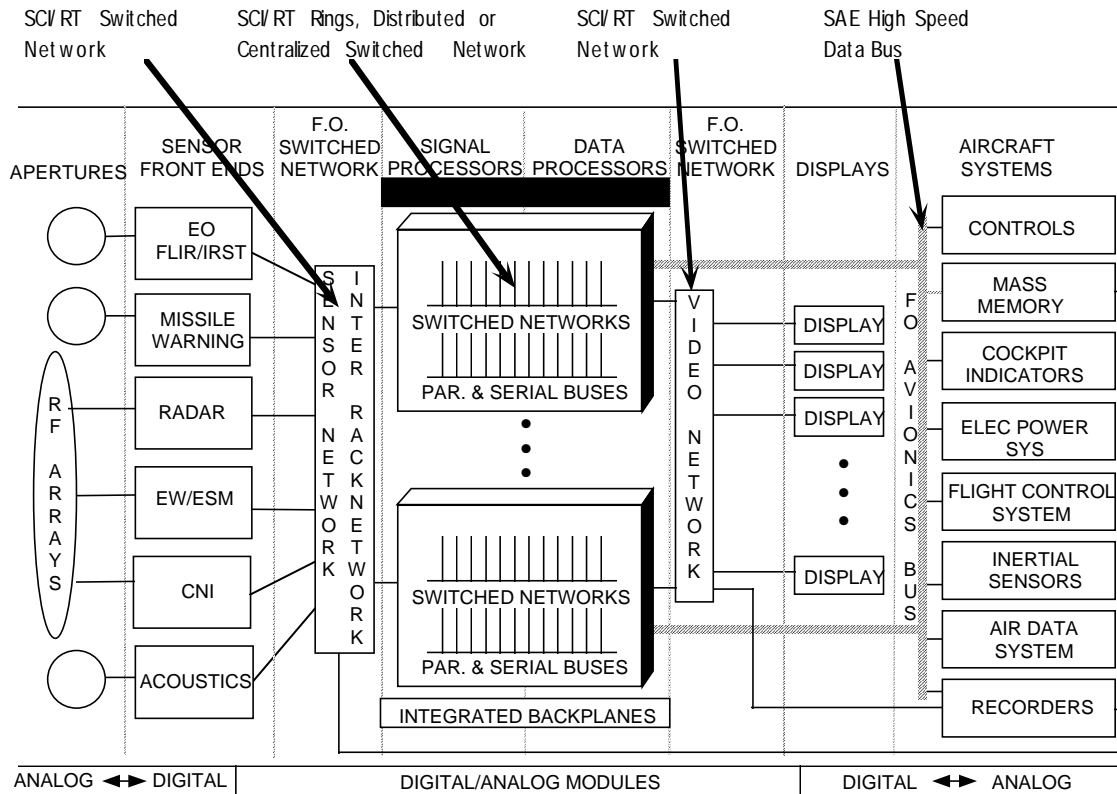 SCI/RT Switched
Network
SCI/RT Rings, Distributed or
Centralized Switched Network
SCI/RT Switched
Network
SAE High Speed
Data Bus
APERTURES
SENSOR
FRONT ENDS
F.O.
SWITCHED
NETWORK
SIGNAL
PROCESSORS
DATA
PROCESSORS
F.O.
SWITCHED
NETWORK
DISPLAYS
AIRCRAFT
SYSTEMS
RF ARRAYS
EO
FLIR/IRST
MISSILE
WARNING
RADAR
EW/ESM
CNI
ACOUSTICS
SENSOR NETWORK
INTER RACKNETWORK
SWITCHED NETWORKS
PAR. & SERIAL BUSES
SWITCHED NETWORKS
PAR. & SERIAL BUSES
INTEGRATED BACKPLANES
VIDEO NETWORK
DISPLAY
DISPLAY
DISPLAY
DISPLAY
FO AVIONICS BUS
CONTROLS
MASS
MEMORY
COCKPIT
INDICATORS
ELEC POWER
SYS
FLIGHT CONTROL
SYSTEM
INERTIAL
SENSORS
AIR DATA
SYSTEM
RECORDERS
ANALOG DIGITAL
DIGITAL/ANALOG MODULES
DIGITAL ANALOG